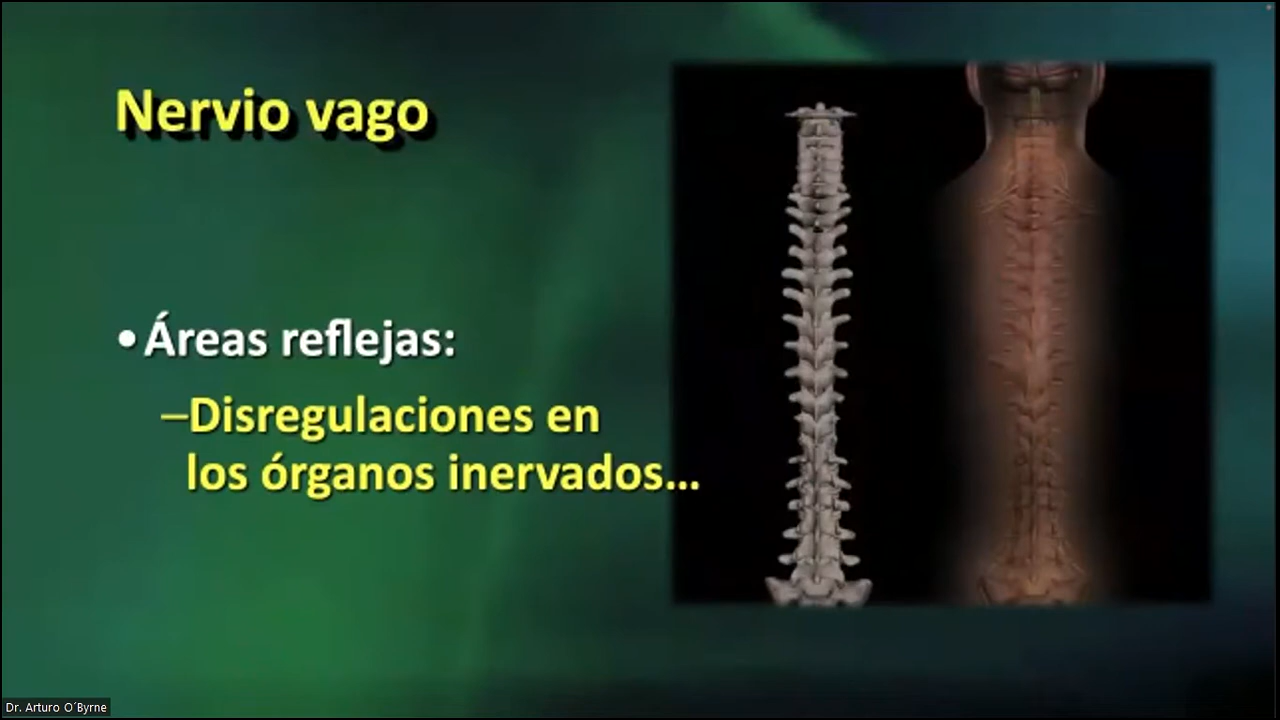 Nervio vago
•Áreas reflejas:
–Disregulaciones en
los órganos inervados...
Dr. Arturo O´Byrne